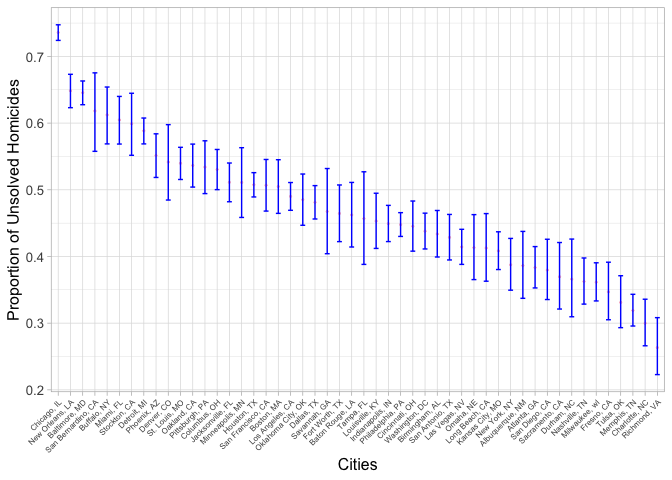 Proportion of Unsolved Homicides
0.7
0.6
0.5
0.4
0.3
0.2
Chicago, IL
New Orleans, LA
Baltimore, MD
San Bernardino, CA
Buffalo, NY
Miami, FL
Stockton, CA
Detroit, MI
Phoenix, AZ
Denver, CO
St. Louis, MO
Oakland, CA
Pittsburgh, PA
Columbus, OH
Jacksonville, FL
Minneapolis, MN
Houston, TX
San Francisco, CA
Boston, MA
Los Angeles, CA
Oklahoma City, OK
Dallas, TX
Savannah, GA
Fort Worth, TX
Baton Rouge, LA
Tampa, FL
Louisville, KY
Indianapolis, IN
Philadelphia, PA
Cincinnati, OH
Washington, DC
Birmingham, AL
San Antonio, TX
Las Vegas, NV
Omaha, NE
Long Beach, CA
Kansas City, MO
New York, NY
Albuquerque, NM
Atlanta, GA
San Diego, CA
Sacramento, CA
Durham, NC
Nashville, TN
Milwaukee, wI
Fresno, CA
Tulsa, OK
Memphis, TN
Charlotte, NC
Richmond, VA
Cities